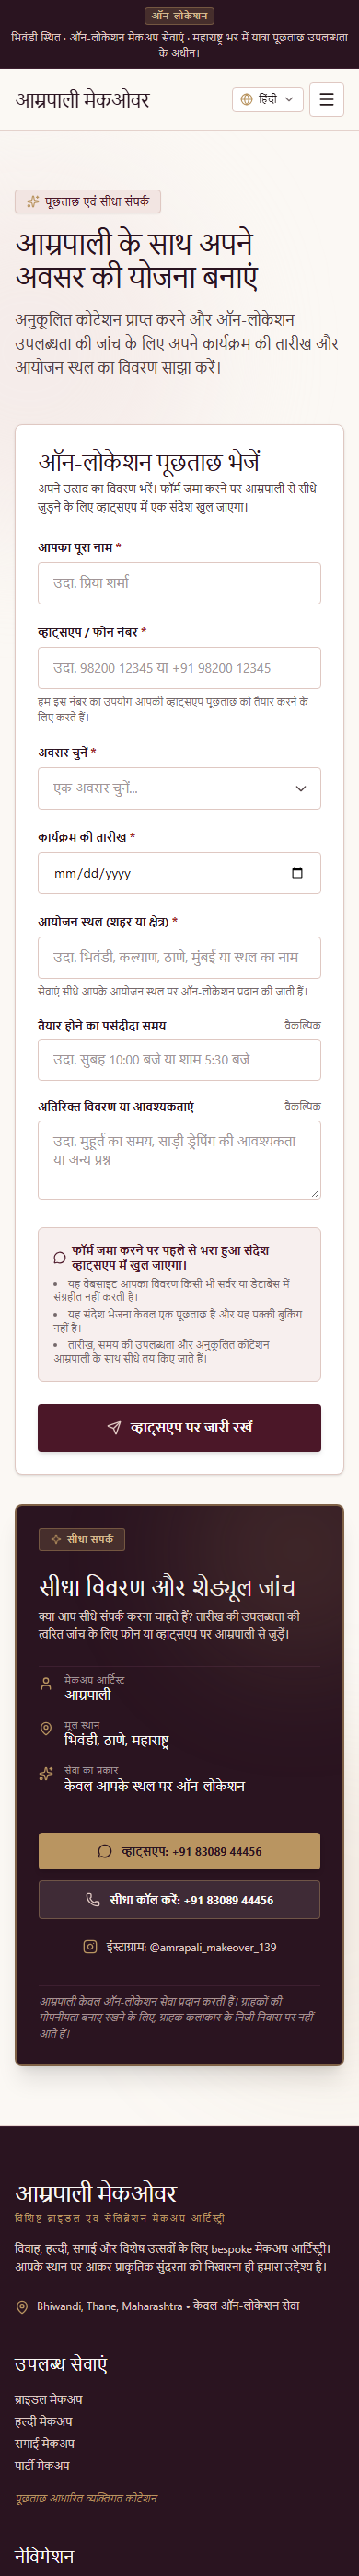 ऑन-लोकेशन
भिवंडी स्थित · ऑन-लोकेशन मेकअप सेवाएं · महाराष्ट्र भर में यात्रा पूछताछ उपलब्धता
के अधीन।
आम्रपाली मेकओवर
हिंदी
पूछताछ एवं सीधा संपर्क
आम्रपाली के साथ अपने
अवसर की योजना बनाएं
अनुकूलित कोटेशन प्राप्त करने और ऑन-लोकेशन
उपलब्धता की जांच के लिए अपने कार्यक्रम की तारीख और
आयोजन स्थल का विवरण साझा करें।
ऑन-लोकेशन पूछताछ भेजें
अपने उत्सव का विवरण भरें। फॉर्म जमा करने पर आम्रपाली से सीधे
जुड़ने के लिए व्हाट्सएप में एक संदेश खुल जाएगा।
आपका पूरा नाम *
उदा. प्रिया शर्मा
व्हाट्सएप / फोन नंबर *
उदा. 98200 12345 या +91 98200 12345
हम इस नंबर का उपयोग आपकी व्हाट्सएप पूछताछ को तैयार करने के
लिए करते हैं।
अवसर चुनें *
एक अवसर चुनें...
कार्यक्रम की तारीख *
mm/dd/yyyy
आयोजन स्थल (शहर या क्षेत्र) *
उदा. भिवंडी, कल्याण, ठाणे, मुंबई या स्थल का नाम
सेवाएं सीधे आपके आयोजन स्थल पर ऑन-लोकेशन प्रदान की जाती हैं।
तैयार होने का पसंदीदा समय वैकल्पिक
उदा. सुबह 10:00 बजे या शाम 5:30 बजे
अतिरिक्त विवरण या आवश्यकताएं वैकल्पिक
उदा. मुहूर्त का समय, साड़ी ड्रेपिंग की आवश्यकता
या अन्य प्रश्न
फॉर्म जमा करने पर पहले से भरा हुआ संदेश
व्हाट्सएप में खुल जाएगा।
• यह वेबसाइट आपका विवरण किसी भी सर्वर या डेटाबेस में
संग्रहीत नहीं करती है।
• यह संदेश भेजना केवल एक पूछताछ है और यह पक्की बुकिंग
नहीं है।
• तारीख, समय की उपलब्धता और अनुकूलित कोटेशन
आम्रपाली के साथ सीधे तय किए जाते हैं।
व्हाट्सएप पर जारी रखें
सीधा संपर्क
सीधा विवरण और शेड्यूल जांच
क्या आप सीधे संपर्क करना चाहते हैं? तारीख की उपलब्धता की
त्वरित जांच के लिए फोन या व्हाट्सएप पर आम्रपाली से जुड़ें।
मेकअप आर्टिस्ट
आम्रपाली
मूल स्थान
भिवंडी, ठाणे, महाराष्ट्र
सेवा का प्रकार
केवल आपके स्थल पर ऑन-लोकेशन
व्हाट्सएप: +91 83089 44456
सीधा कॉल करें: +91 83089 44456
इंस्टाग्राम: @amrapali_makeover_139
आम्रपाली केवल ऑन-लोकेशन सेवा प्रदान करती हैं। ग्राहकों की
गोपनीयता बनाए रखने के लिए, ग्राहक कलाकार के निजी निवास पर नहीं
आते हैं।
आम्रपाली मेकओवर
विशिष्ट ब्राइडल एवं सेलिब्रेशन मेकअप आर्टिस्ट्री
विवाह, हल्दी, सगाई और विशेष उत्सवों के लिए bespoke मेकअप आर्टिस्ट्री।
आपके स्थान पर आकर प्राकृतिक सुंदरता को निखारना ही हमारा उद्देश्य है।
Bhiwandi, Thane, Maharashtra • केवल ऑन-लोकेशन सेवा
उपलब्ध सेवाएं
ब्राइडल मेकअप
हल्दी मेकअप
सगाई मेकअप
पार्टी मेकअप
पूछताछ आधारित व्यक्तिगत कोटेशन
नेविगेशन